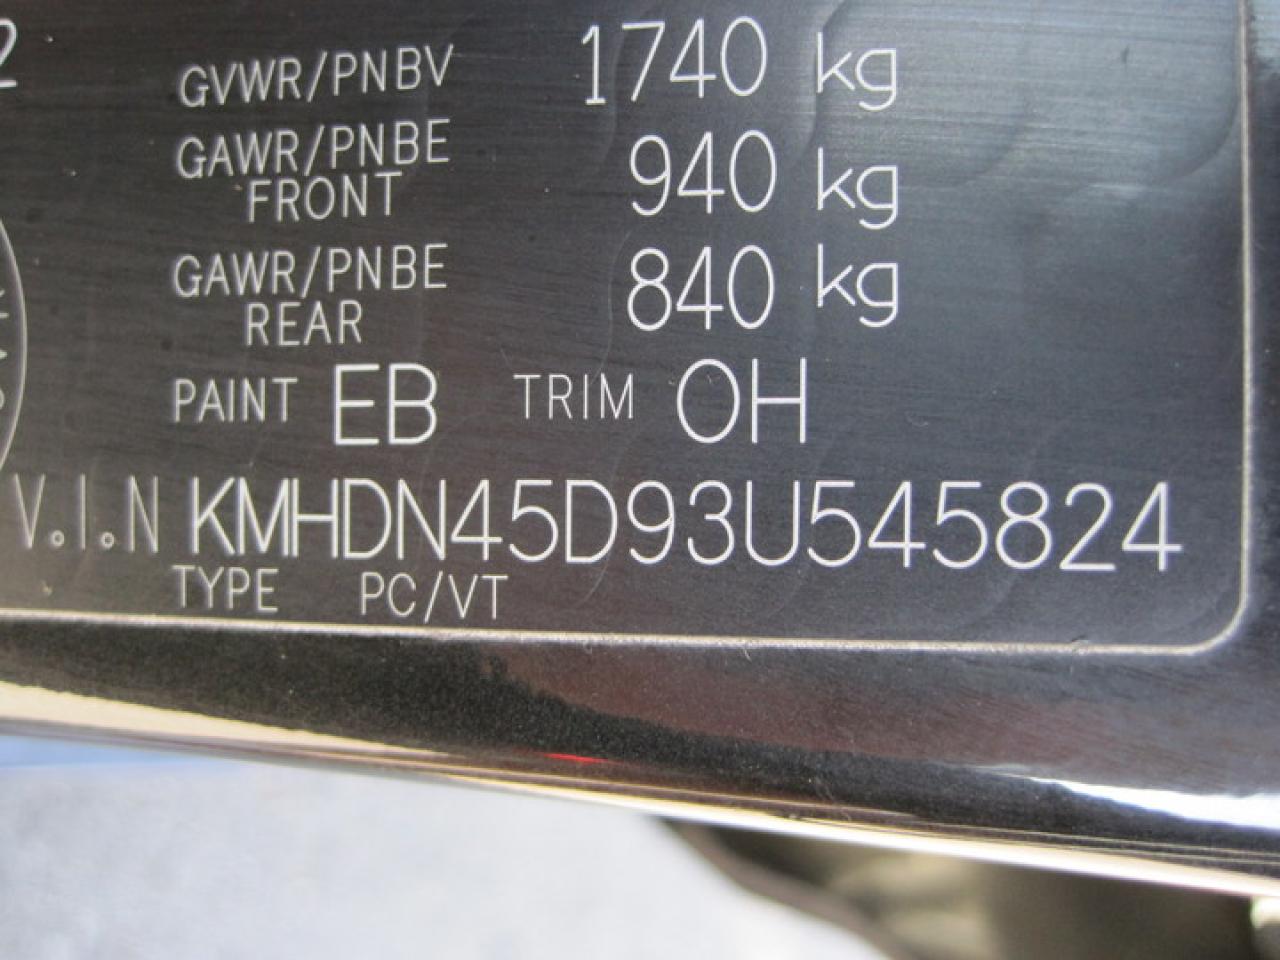 2
GVWR/PNBV 1740 kg
GAWR/PNBE FRONT 940 kg
GAWR/PNBE REAR 840 kg
PAINT EB TRIM OH
V.I.N KMHDN45D93U545824
TYPE PC/VT